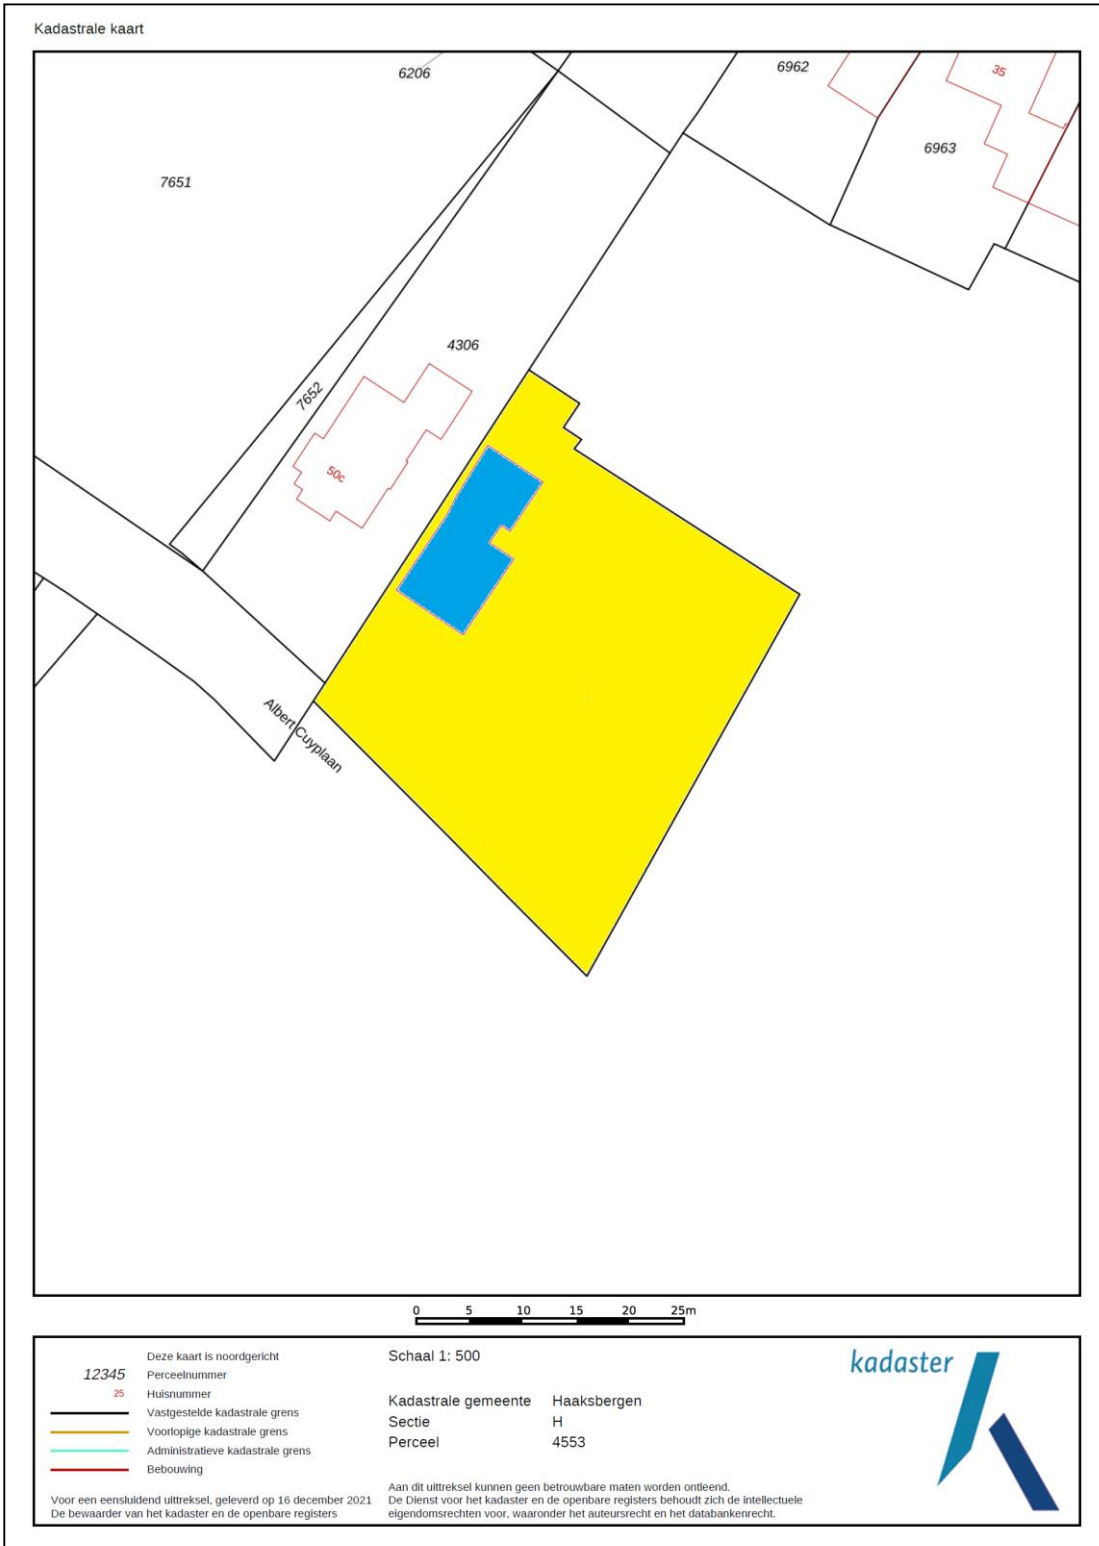 Kadastrale kaart
6206
6962
35
6963
7651
4306
7652
50c
Albert Cuyplaan
0 5 10 15 20 25m
Deze kaart is noordgericht
12345 Perceelnummer
25 Huisnummer
Vastgestelde kadastrale grens
Voorlopige kadastrale grens
Administratieve kadastrale grens
Bebouwing
Voor een eensluidend uittreksel, geleverd op 16 december 2021
De bewaarder van het kadaster en de openbare registers
Schaal 1: 500
Kadastrale gemeente Haaksbergen
Sectie H
Perceel 4553
Aan dit uittreksel kunnen geen betrouwbare maten worden ontleend.
De Dienst voor het kadaster en de openbare registers behoudt zich de intellectuele
eigendomsrechten voor, waaronder het auteursrecht en het databankenrecht.
kadaster